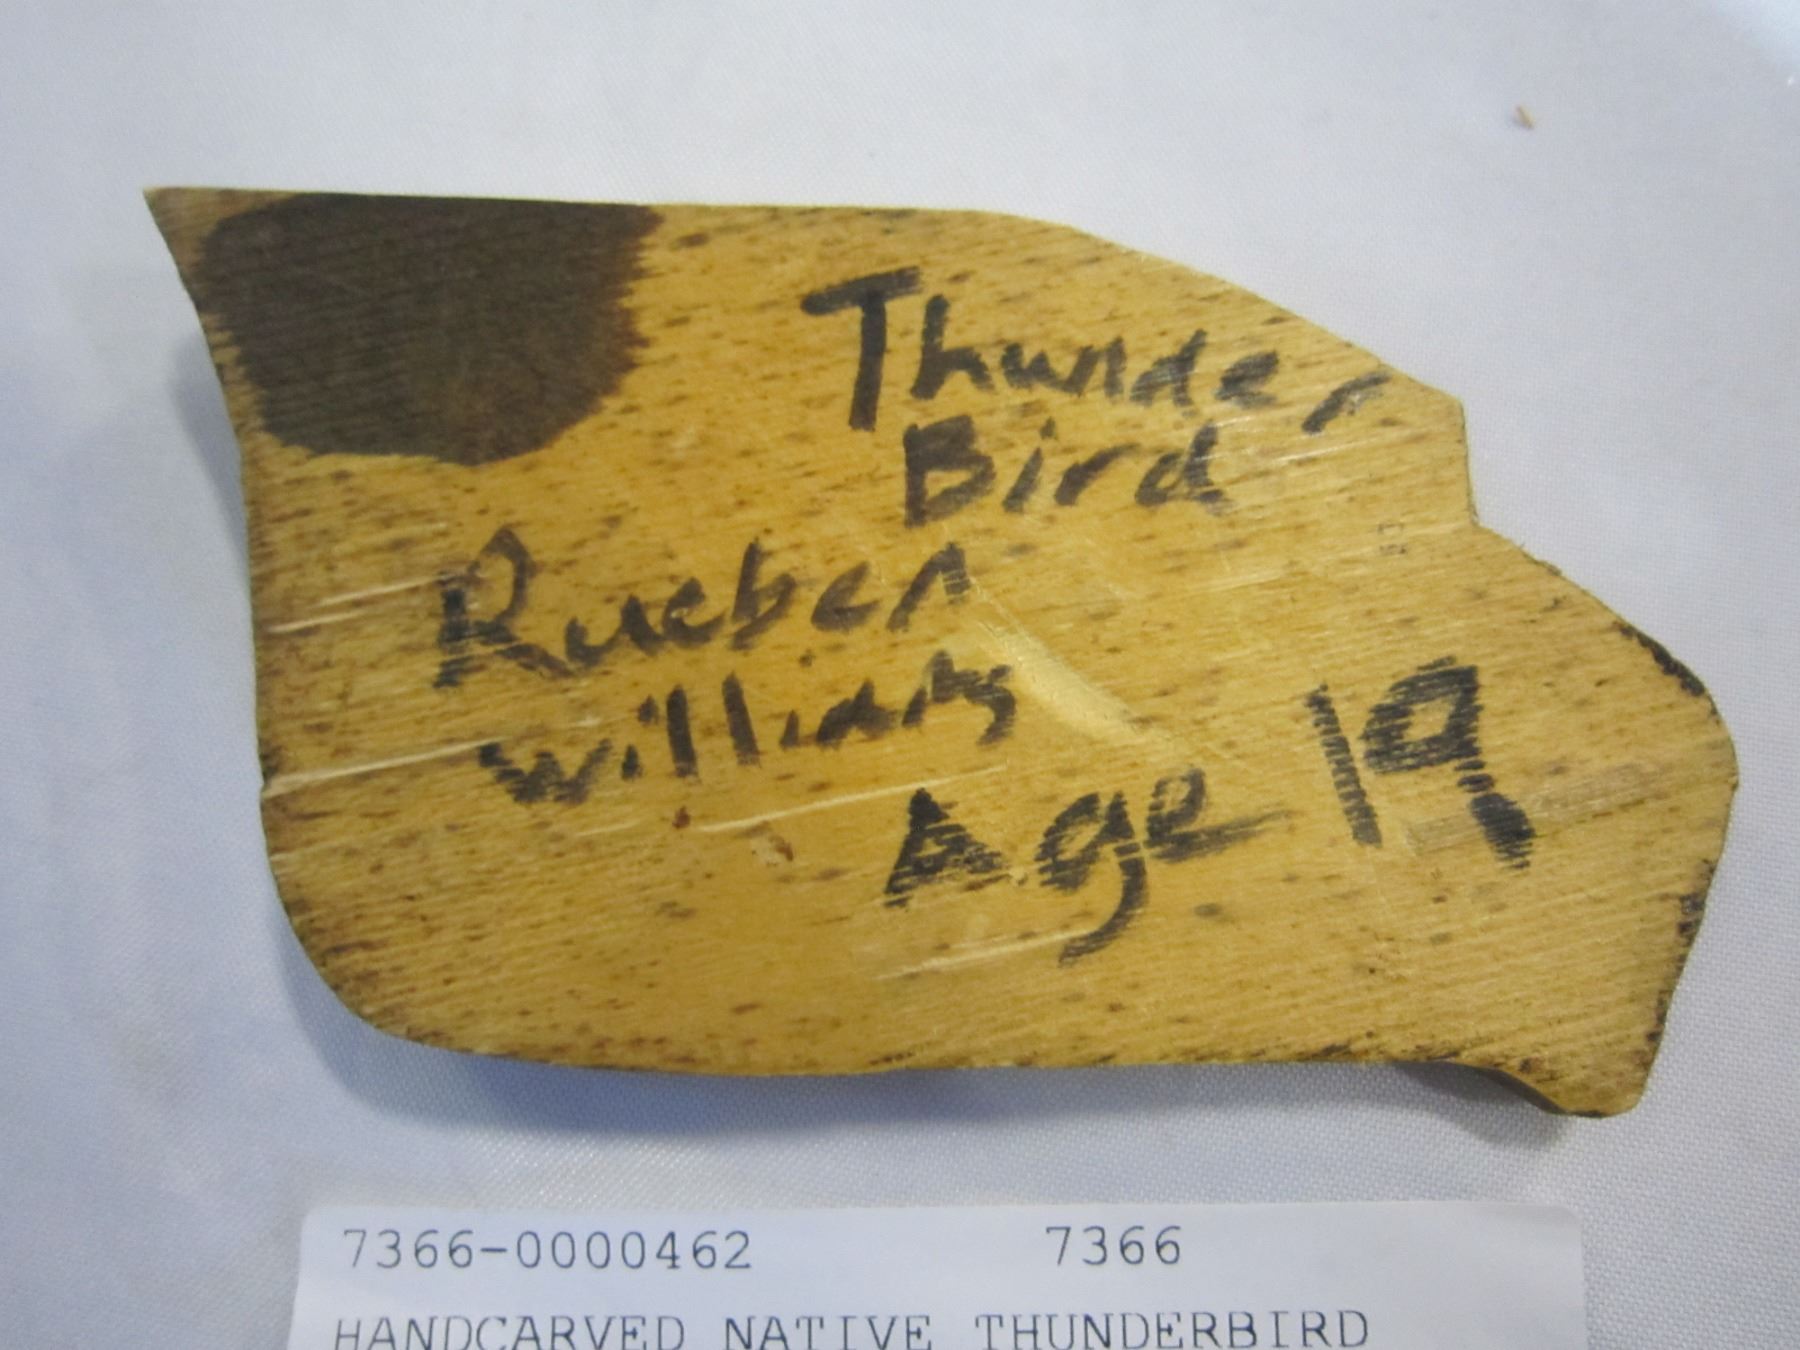 Thunder
Bird
Rueben
williams
Age 19
7366-0000462 7366
HANDCARVED NATIVE THUNDERBIRD